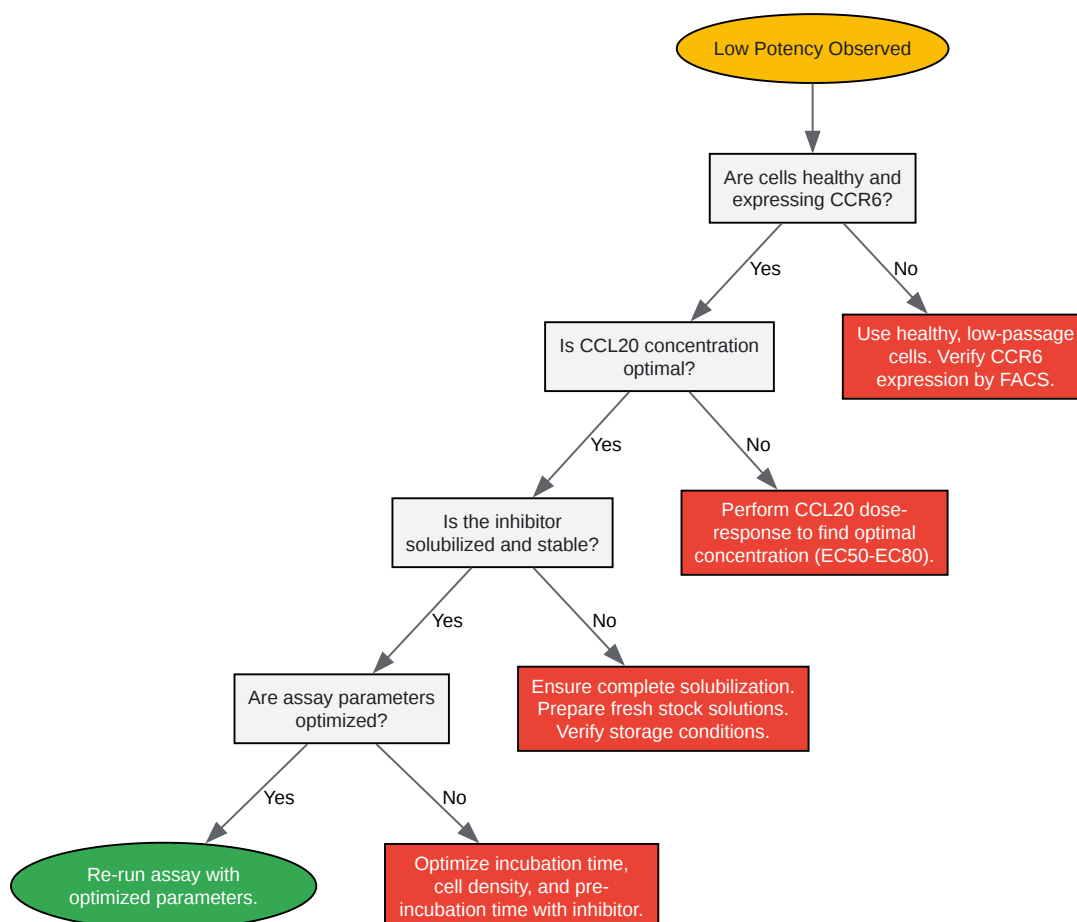 Low Potency Observed
Are cells healthy and
expressing CCR6?
Yes
No
Is CCL20 concentration
optimal?
Use healthy, low-passage
cells. Verify CCR6
expression by FACS.
Yes
No
Is the inhibitor
solubilized and stable?
Perform CCL20 dose-
response to find optimal
concentration (EC50-EC80).
Yes
No
Are assay parameters
optimized?
Ensure complete solubilization.
Prepare fresh stock solutions.
Verify storage conditions.
Yes
No
Re-run assay with
optimized parameters.
Optimize incubation time,
cell density, and pre-
incubation time with inhibitor.